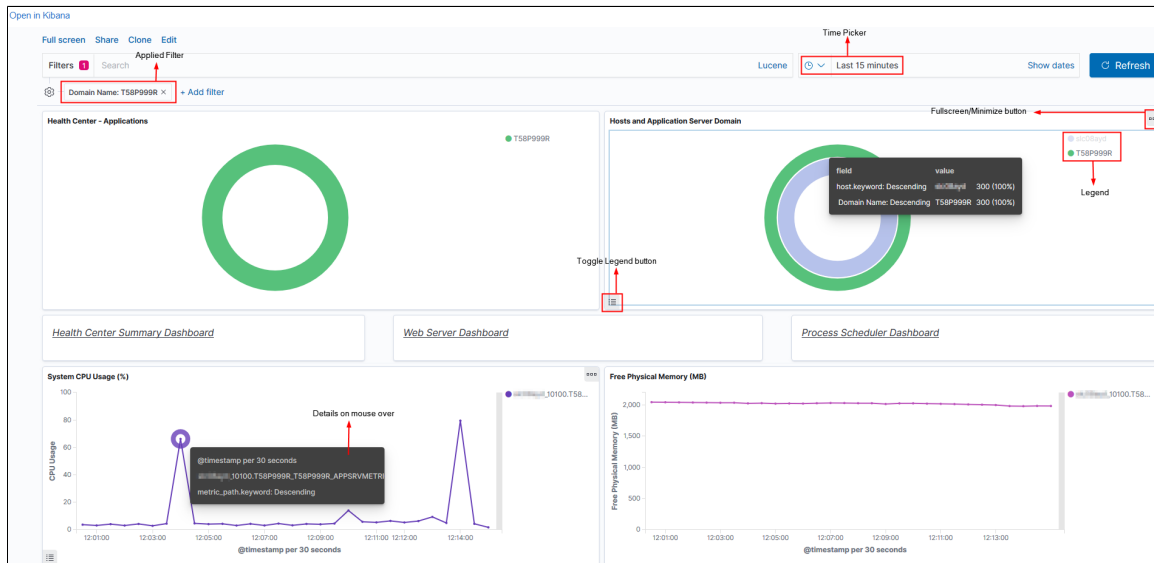 Open in Kibana
Full screen Share Clone Edit
Time Picker
Applied Filter
Filters 1 Search Lucene Last 15 minutes Show dates Refresh
Domain Name: T58P999R × + Add filter
Fullscreen/Minimize button
Health Center - Applications
T58P999R
Hosts and Application Server Domain
T58P999R
Legend
field value
host.keyword: Descending 300 (100%)
Domain Name: Descending T58P999R 300 (100%)
Toggle Legend button
Health Center Summary Dashboard
Web Server Dashboard
Process Scheduler Dashboard
System CPU Usage (%)
10100.T58...
Details on mouse over
@timestamp per 30 seconds
_10100.T58P999R_T58P999R_APPSRVMETRI
metric_path.keyword: Descending
CPU Usage
100
80
60
40
20
0
12:01:00 12:03:00 12:05:00 12:07:00 12:09:00 12:11:00 12:12:00 12:14:00
@timestamp per 30 seconds
Free Physical Memory (MB)
_10100.T58...
Free Physical Memory (MB)
2,000
1,500
1,000
500
0
12:01:00 12:03:00 12:05:00 12:07:00 12:09:00 12:11:00 12:13:00
@timestamp per 30 seconds